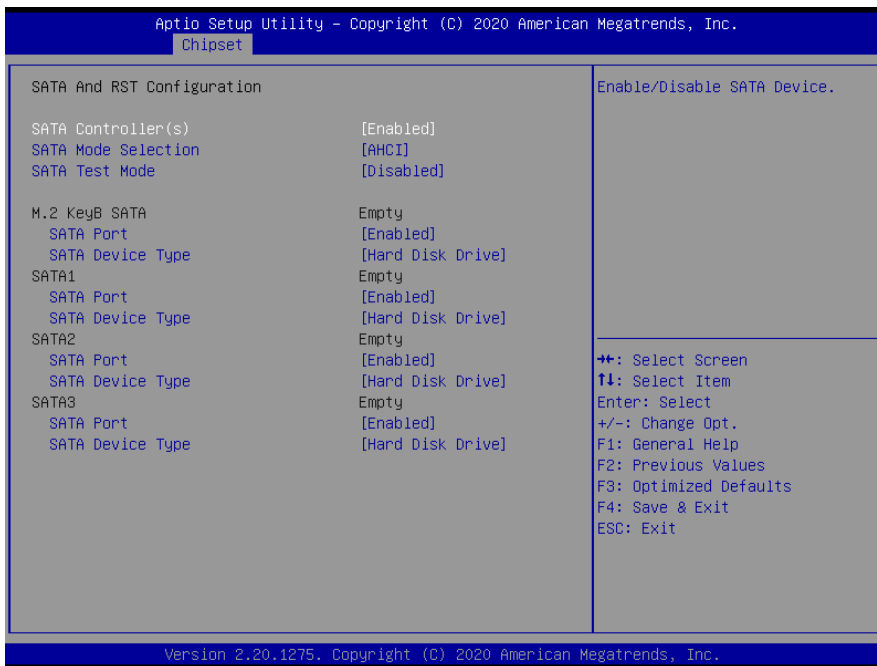 Aptio Setup Utility – Copyright (C) 2020 American Megatrends, Inc.
Chipset
SATA And RST Configuration
SATA Controller(s) [Enabled]
SATA Mode Selection [AHCI]
SATA Test Mode [Disabled]
M.2 KeyB SATA Empty
SATA Port [Enabled]
SATA Device Type [Hard Disk Drive]
SATA1 Empty
SATA Port [Enabled]
SATA Device Type [Hard Disk Drive]
SATA2 Empty
SATA Port [Enabled]
SATA Device Type [Hard Disk Drive]
SATA3 Empty
SATA Port [Enabled]
SATA Device Type [Hard Disk Drive]
Enable/Disable SATA Device.
→←: Select Screen
↑↓: Select Item
Enter: Select
+/-: Change Opt.
F1: General Help
F2: Previous Values
F3: Optimized Defaults
F4: Save & Exit
ESC: Exit
Version 2.20.1275. Copyright (C) 2020 American Megatrends, Inc.